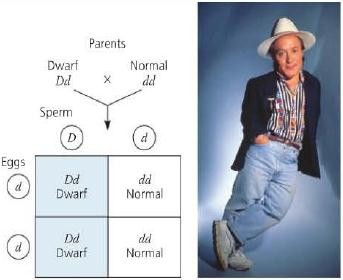 Parents
Dwarf × Normal
Dd dd
Sperm
D d
Eggs
d Dd dd
Dwarf Normal
d Dd dd
Dwarf Normal